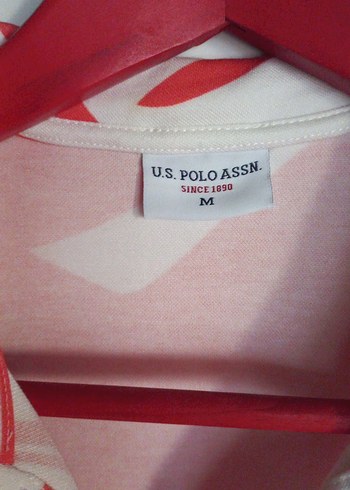 U.S. POLO ASSN.
SINCE 1890
M